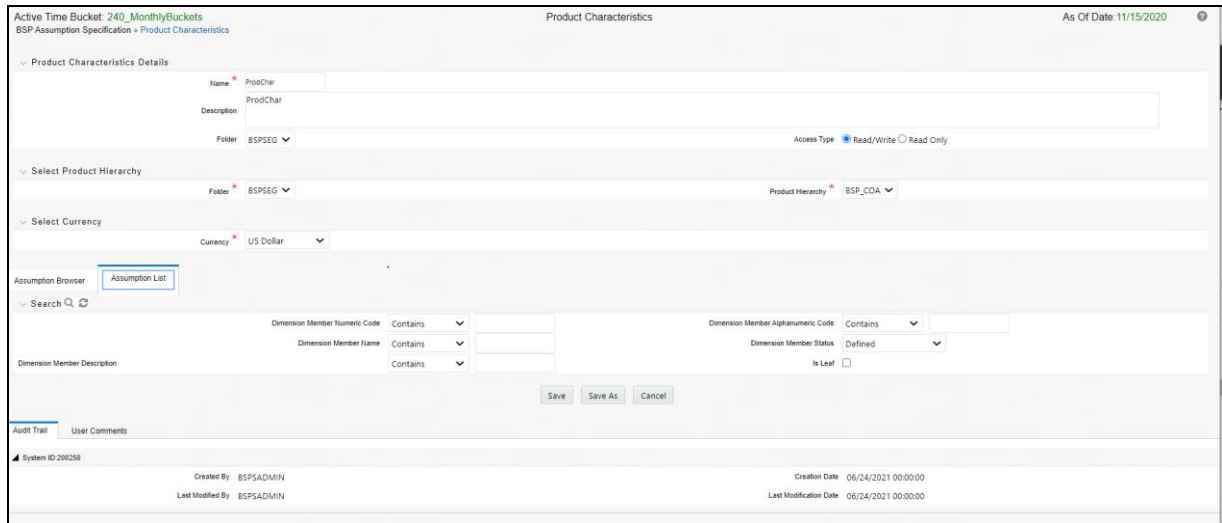 Active Time Bucket: 240_MonthlyBuckets Product Characteristics As Of Date:11/15/2020
BSP Assumption Specification > Product Characteristics
Product Characteristics Details
Name * ProdChar
Description ProdChar
Folder BSPSEG Access Type Read/Write Read Only
Select Product Hierarchy
Folder * BSPSEG Product Hierarchy * BSP_COA
Select Currency
Currency * US Dollar
Assumption Browser Assumption List
Search
Dimension Member Numeric Code Contains Dimension Member Alphanumeric Code Contains
Dimension Member Name Contains Dimension Member Status Defined
Dimension Member Description Contains Is Leaf
Save Save As Cancel
Audit Trail User Comments
System ID:200258
Created By BSPSADMIN Creation Date 06/24/2021 00:00:00
Last Modified By BSPSADMIN Last Modification Date 06/24/2021 00:00:00